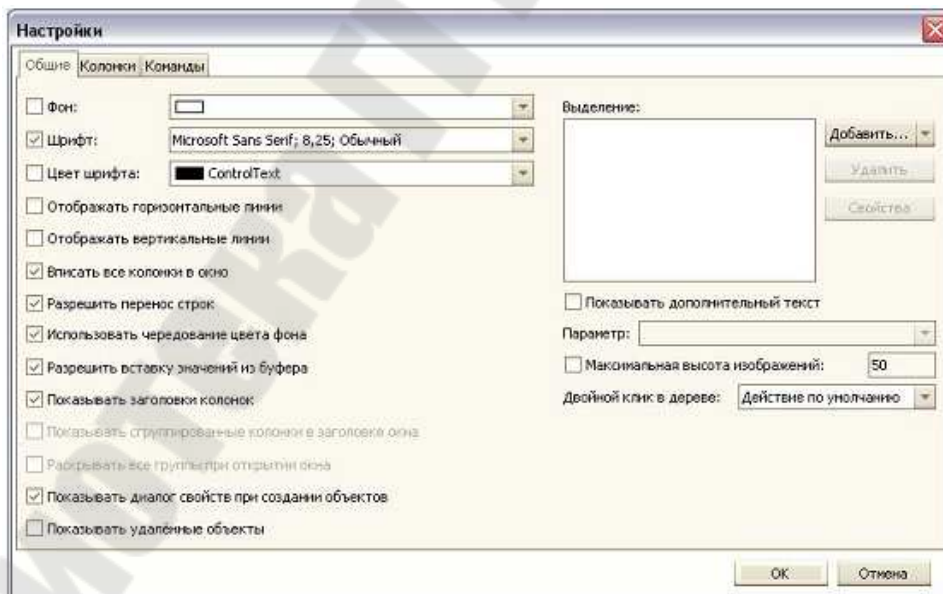 Настройки
Общие Колонки Команды
Фон:
Шрифт: Microsoft Sans Serif; 8,25; Обычный
Цвет шрифта: ControlText
Отображать горизонтальные линии
Отображать вертикальные линии
Вписать все колонки в окно
Разрешить перенос строк
Использовать чередование цвета фона
Разрешить вставку значений из буфера
Показывать заголовки колонок
Показывать сгруппированные колонки в заголовке окна
Раскрывать все группы при открытии окна
Показывать диалог свойств при создании объектов
Показывать удалённые объекты
Выделение:
Добавить...
Удалить
Свойства
Показывать дополнительный текст
Параметр:
Максимальная высота изображений: 50
Двойной клик в дереве: Действие по умолчанию
OK Отмена